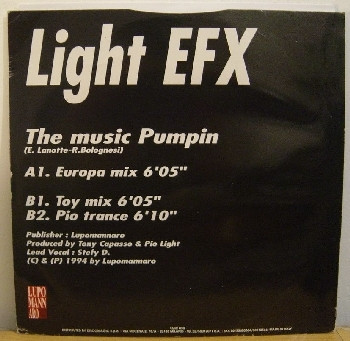 Light EFX
The music Pumpin
(E. Lanotte-R.Bolognesi)
A1. Europa mix 6'05"
B1. Toy mix 6'05"
B2. Pio trance 6'10"
Publisher : Lupomannaro
Produced by Tony Capasso & Pio Light
Lead Vocal : Stefy D.
(C) & (P) 1994 by Lupomannaro
LUPO
MANN
ARO